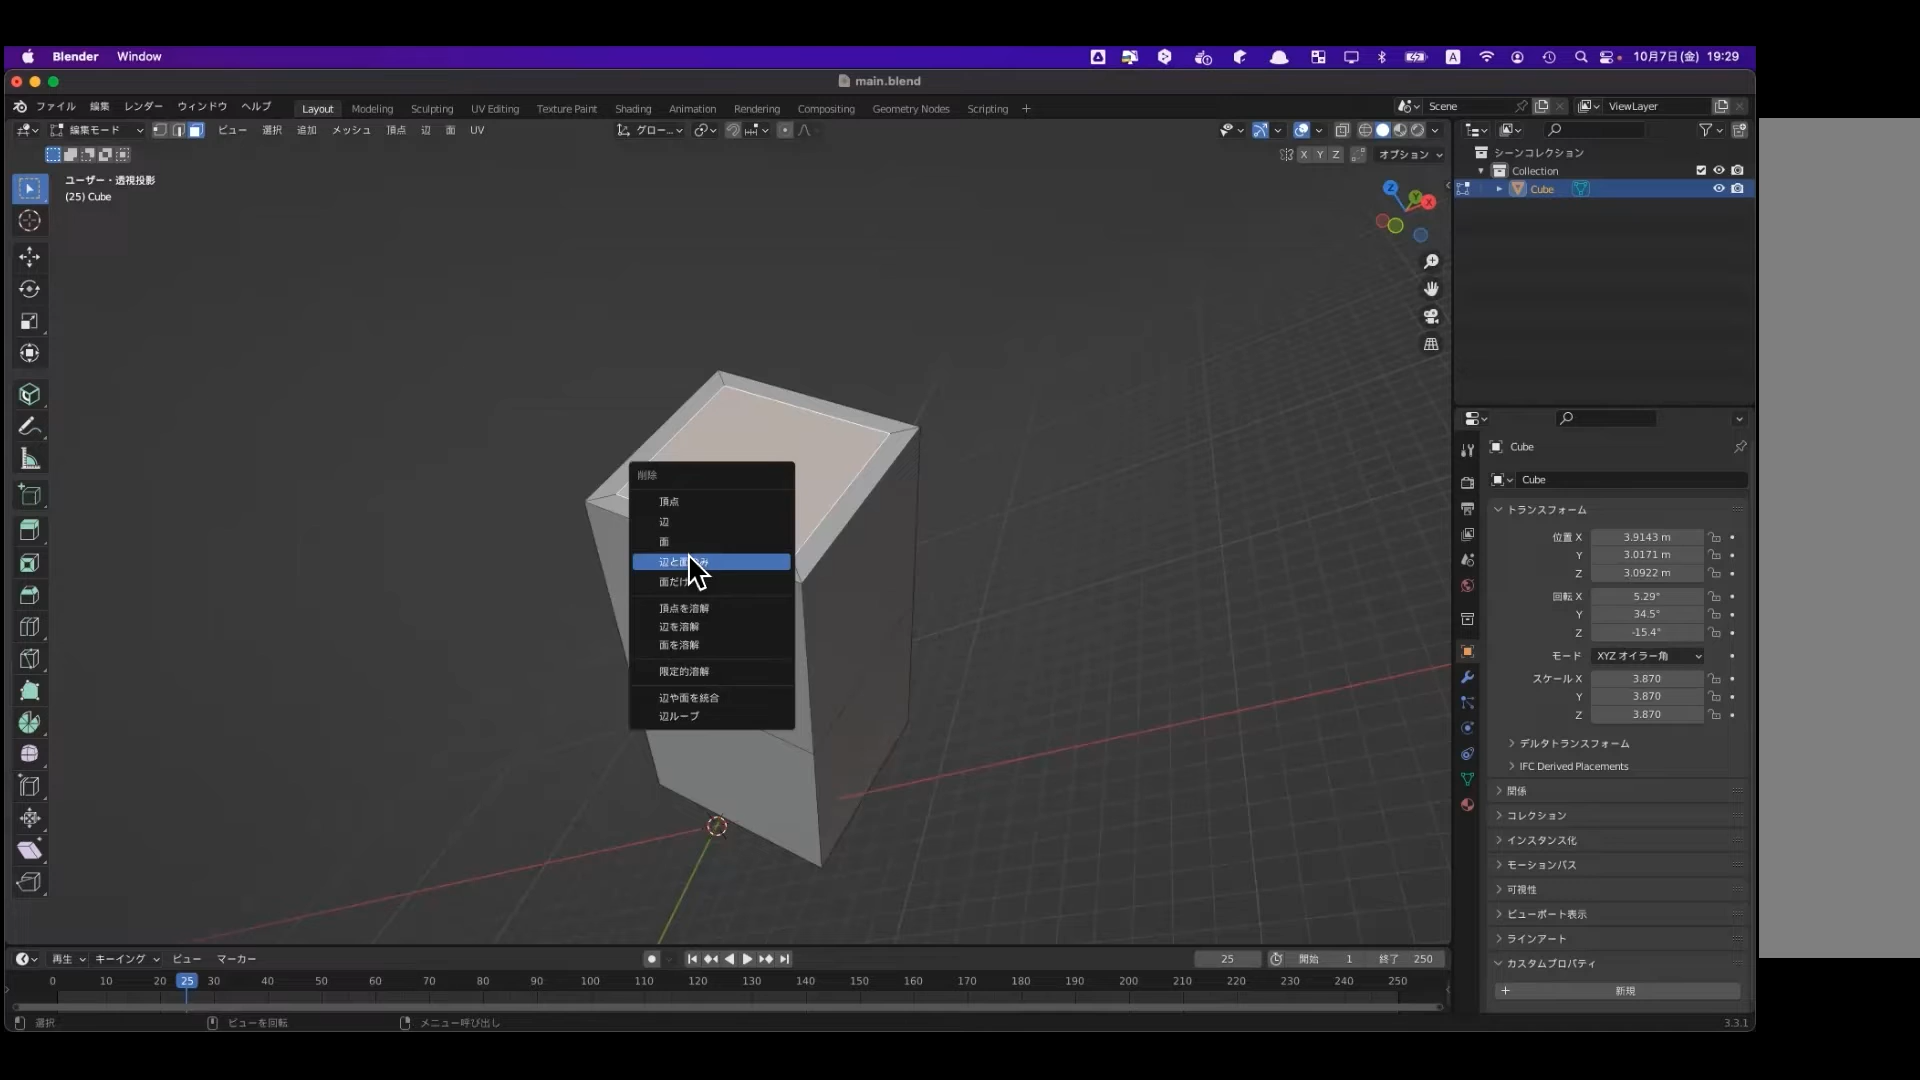 Blender Window
10月7日(金) 19:29
main.blend
ファイル 編集 レンダー ウィンドウ ヘルプ
Layout Modeling Sculpting UV Editing Texture Paint Shading Animation Rendering Compositing Geometry Nodes Scripting +
Scene
ViewLayer
編集モード ビュー 選択 追加 メッシュ 頂点 辺 面 UV
グロー...
X Y Z
オプション
ユーザー・透視投影
(25) Cube
Z Y X
シーンコレクション
Collection
Cube
削除
頂点
辺
面
辺と面のみ
面だけ
頂点を溶解
辺を溶解
面を溶解
限定的溶解
辺や面を統合
辺ループ
Cube
Cube
トランスフォーム
位置 X 3.9143 m
Y 3.0171 m
Z 3.0922 m
回転 X 5.29°
Y 34.5°
Z -15.4°
モード XYZ オイラー角
スケール X 3.870
Y 3.870
Z 3.870
デルタトランスフォーム
IFC Derived Placements
関係
コレクション
インスタンス化
モーションパス
可視性
ビューポート表示
ラインアート
カスタムプロパティ
+ 新規
再生 キーイング ビュー マーカー
25 開始 1 終了 250
0 10 20 25 30 40 50 60 70 80 90 100 110 120 130 140 150 160 170 180 190 200 210 220 230 240 250
選択 ビューを回転 メニュー呼び出し
3.3.1